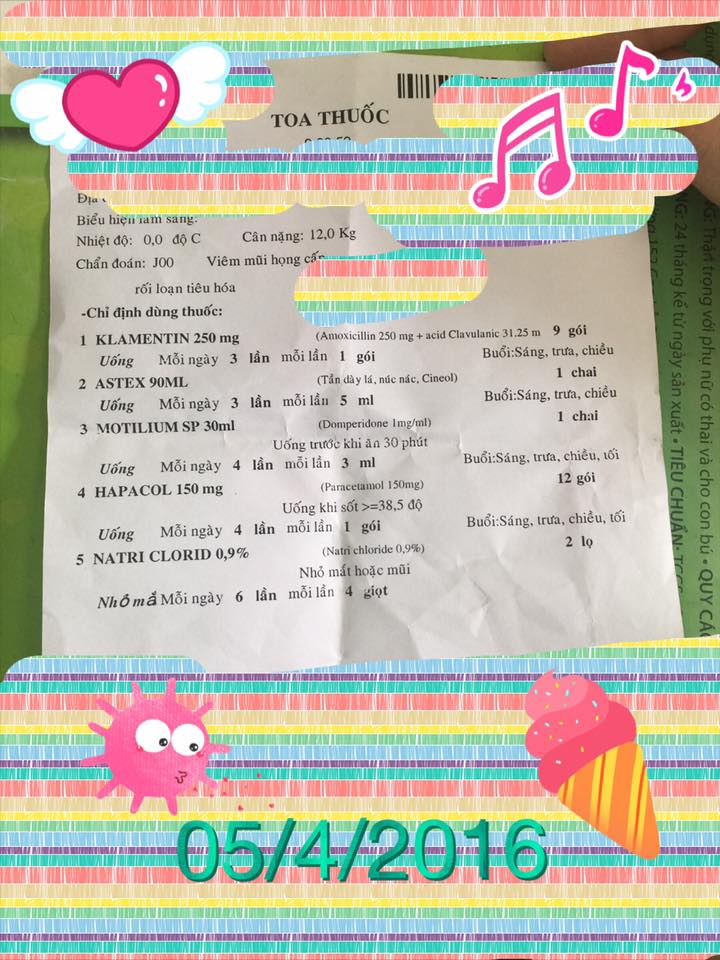 TOA THUỐC
Địa
Biểu hiện lâm sàng:
Nhiệt độ: 0,0 độ C Cân nặng: 12,0 Kg
Chẩn đoán: J00 Viêm mũi họng cấp
rối loạn tiêu hóa
-Chỉ định dùng thuốc:
1 KLAMENTIN 250 mg (Amoxicillin 250 mg + acid Clavulanic 31.25 m 9 gói
Uống Mỗi ngày 3 lần mỗi lần 1 gói Buổi:Sáng, trưa, chiều
2 ASTEX 90ML (Tần dày lá, núc nác, Cineol) 1 chai
Uống Mỗi ngày 3 lần mỗi lần 5 ml Buổi:Sáng, trưa, chiều
3 MOTILIUM SP 30ml (Domperidone 1mg/ml) 1 chai
Uống trước khi ăn 30 phút
Uống Mỗi ngày 4 lần mỗi lần 3 ml Buổi:Sáng, trưa, chiều, tối
4 HAPACOL 150 mg (Paracetamol 150mg) 12 gói
Uống khi sốt >=38,5 độ
Uống Mỗi ngày 4 lần mỗi lần 1 gói Buổi:Sáng, trưa, chiều, tối
5 NATRI CLORID 0,9% (Natri chloride 0,9%) 2 lọ
Nhỏ mắt hoặc mũi
Nhỏ mắ Mỗi ngày 6 lần mỗi lần 4 giọt
G: Thận trọng với phụ nữ có thai và cho con bú • QUY CÁC
NG: 24 tháng kể từ ngày sản xuất • TIÊU CHUẨN: TCCS
05/4/2016